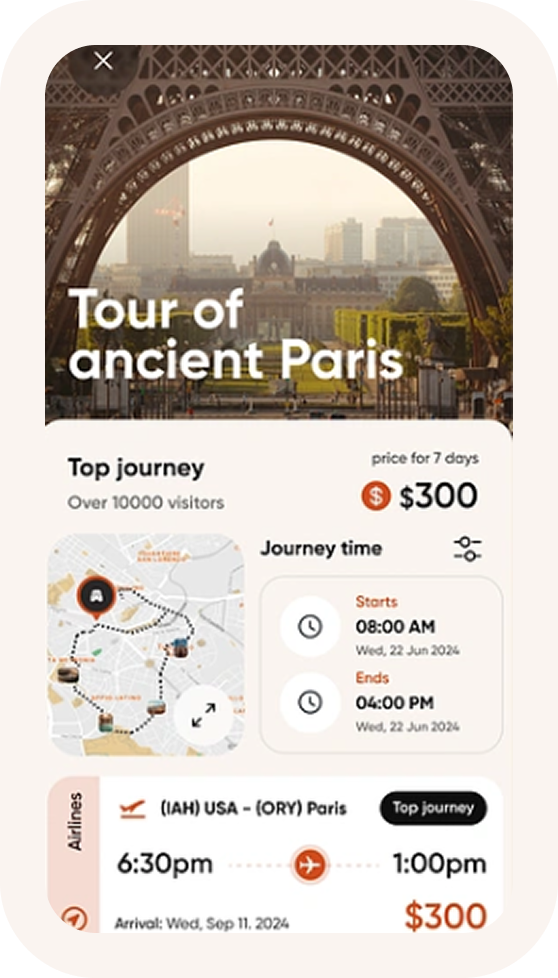 Tour of
ancient Paris
Top journey
Over 10000 visitors
price for 7 days
$
$300
Journey time
Starts
08:00 AM
Wed, 22 Jun 2024
Ends
04:00 PM
Wed, 22 Jun 2024
Airlines
(IAH) USA - (ORY) Paris
Top journey
6:30pm
1:00pm
Arrival: Wed, Sep 11, 2024
$300